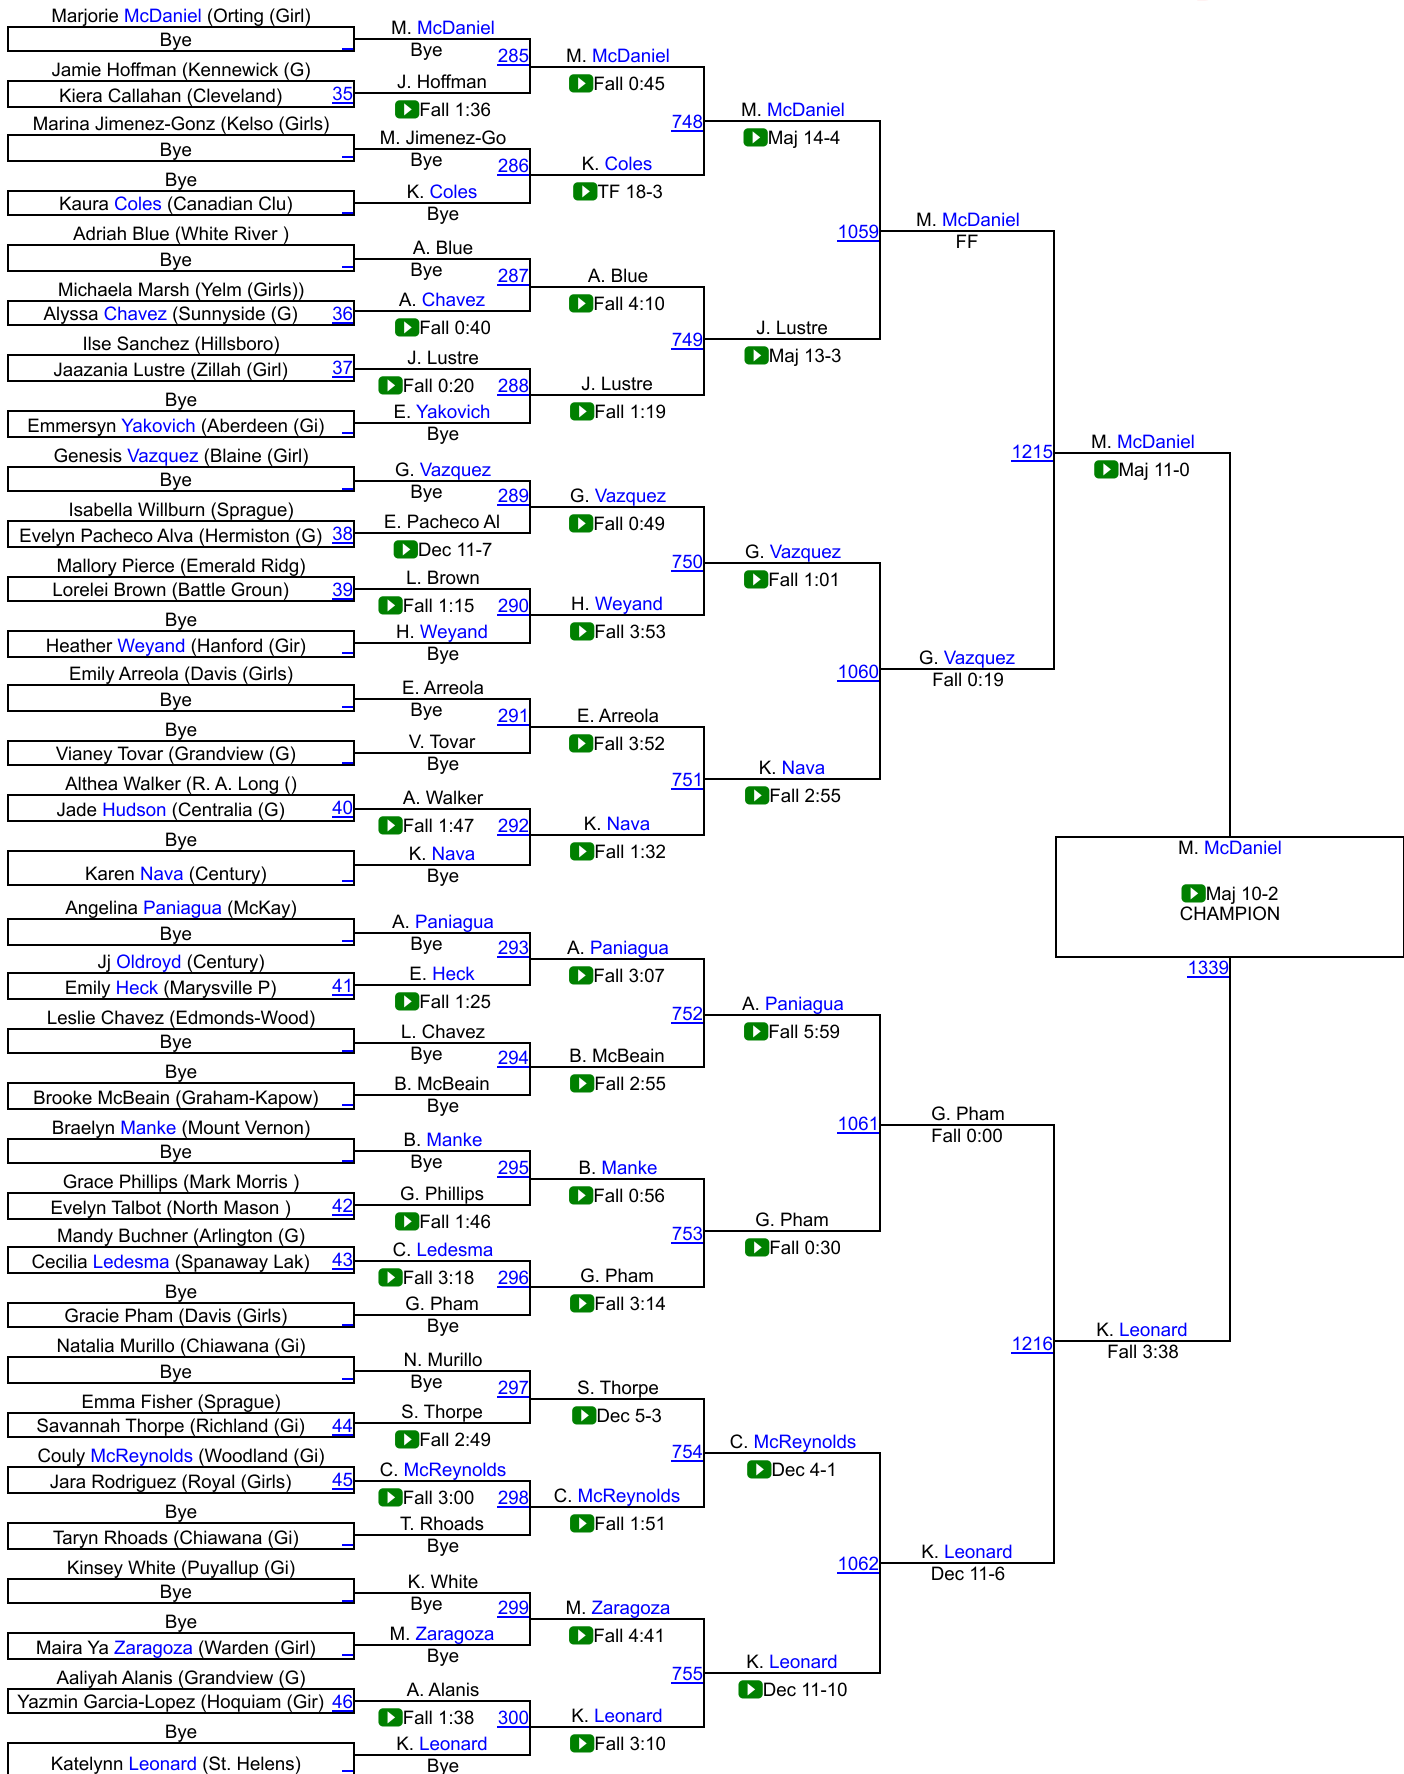 Marjorie McDaniel (Orting (Girl)
Bye
M. McDaniel
Bye
285
M. McDaniel
Jamie Hoffman (Kennewick (G)
Kiera Callahan (Cleveland)
35
J. Hoffman
Fall 1:36
Fall 0:45
Marina Jimenez-Gonz (Kelso (Girls)
Bye
M. Jimenez-Go
Bye
286
748
M. McDaniel
Maj 14-4
Bye
Kaura Coles (Canadian Clu)
K. Coles
Bye
K. Coles
TF 18-3
Adriah Blue (White River )
Bye
A. Blue
Bye
287
A. Blue
1059
M. McDaniel
FF
Michaela Marsh (Yelm (Girls))
Alyssa Chavez (Sunnyside (G)
36
A. Chavez
Fall 0:40
Fall 4:10
Ilse Sanchez (Hillsboro)
Jaazania Lustre (Zillah (Girl)
37
J. Lustre
Fall 0:20
288
749
J. Lustre
Maj 13-3
Bye
Emmersyn Yakovich (Aberdeen (Gi)
E. Yakovich
Bye
J. Lustre
Fall 1:19
Genesis Vazquez (Blaine (Girl)
Bye
G. Vazquez
Bye
289
G. Vazquez
1215
M. McDaniel
Maj 11-0
Isabella Willburn (Sprague)
Evelyn Pacheco Alva (Hermiston (G)
38
E. Pacheco Al
Dec 11-7
Fall 0:49
Mallory Pierce (Emerald Ridg)
Lorelei Brown (Battle Groun)
39
L. Brown
Fall 1:15
290
750
G. Vazquez
Fall 1:01
Bye
Heather Weyand (Hanford (Gir)
H. Weyand
Bye
H. Weyand
Fall 3:53
Emily Arreola (Davis (Girls)
Bye
E. Arreola
Bye
291
E. Arreola
1060
G. Vazquez
Fall 0:19
Bye
Vianey Tovar (Grandview (G)
V. Tovar
Bye
Fall 3:52
Althea Walker (R. A. Long ()
Jade Hudson (Centralia (G)
40
A. Walker
Fall 1:47
292
751
K. Nava
Fall 2:55
Bye
Karen Nava (Century)
K. Nava
Bye
K. Nava
Fall 1:32
M. McDaniel
Maj 10-2
CHAMPION
1339
Angelina Paniagua (McKay)
Bye
A. Paniagua
Bye
293
A. Paniagua
Jj Oldroyd (Century)
Emily Heck (Marysville P)
41
E. Heck
Fall 1:25
Fall 3:07
Leslie Chavez (Edmonds-Wood)
Bye
L. Chavez
Bye
294
752
A. Paniagua
Fall 5:59
Bye
Brooke McBeain (Graham-Kapow)
B. McBeain
Bye
B. McBeain
Fall 2:55
Braelyn Manke (Mount Vernon)
Bye
B. Manke
Bye
295
B. Manke
1061
G. Pham
Fall 0:00
Grace Phillips (Mark Morris )
Evelyn Talbot (North Mason )
42
G. Phillips
Fall 1:46
Fall 0:56
Mandy Buchner (Arlington (G)
Cecilia Ledesma (Spanaway Lak)
43
C. Ledesma
Fall 3:18
296
753
G. Pham
Fall 0:30
Bye
Gracie Pham (Davis (Girls)
G. Pham
Bye
G. Pham
Fall 3:14
Natalia Murillo (Chiawana (Gi)
Bye
N. Murillo
Bye
297
S. Thorpe
1216
K. Leonard
Fall 3:38
Emma Fisher (Sprague)
Savannah Thorpe (Richland (Gi)
44
S. Thorpe
Fall 2:49
Dec 5-3
Couly McReynolds (Woodland (Gi)
Jara Rodriguez (Royal (Girls)
45
C. McReynolds
Fall 3:00
298
754
C. McReynolds
Dec 4-1
Bye
Taryn Rhoads (Chiawana (Gi)
T. Rhoads
Bye
C. McReynolds
Fall 1:51
Kinsey White (Puyallup (Gi)
Bye
K. White
Bye
299
M. Zaragoza
1062
K. Leonard
Dec 11-6
Bye
Maira Ya Zaragoza (Warden (Girl)
M. Zaragoza
Bye
Fall 4:41
Aaliyah Alanis (Grandview (G)
Yazmin Garcia-Lopez (Hoquiam (Gir)
46
A. Alanis
Fall 1:38
300
755
K. Leonard
Dec 11-10
Bye
Katelynn Leonard (St. Helens)
K. Leonard
Bye
K. Leonard
Fall 3:10